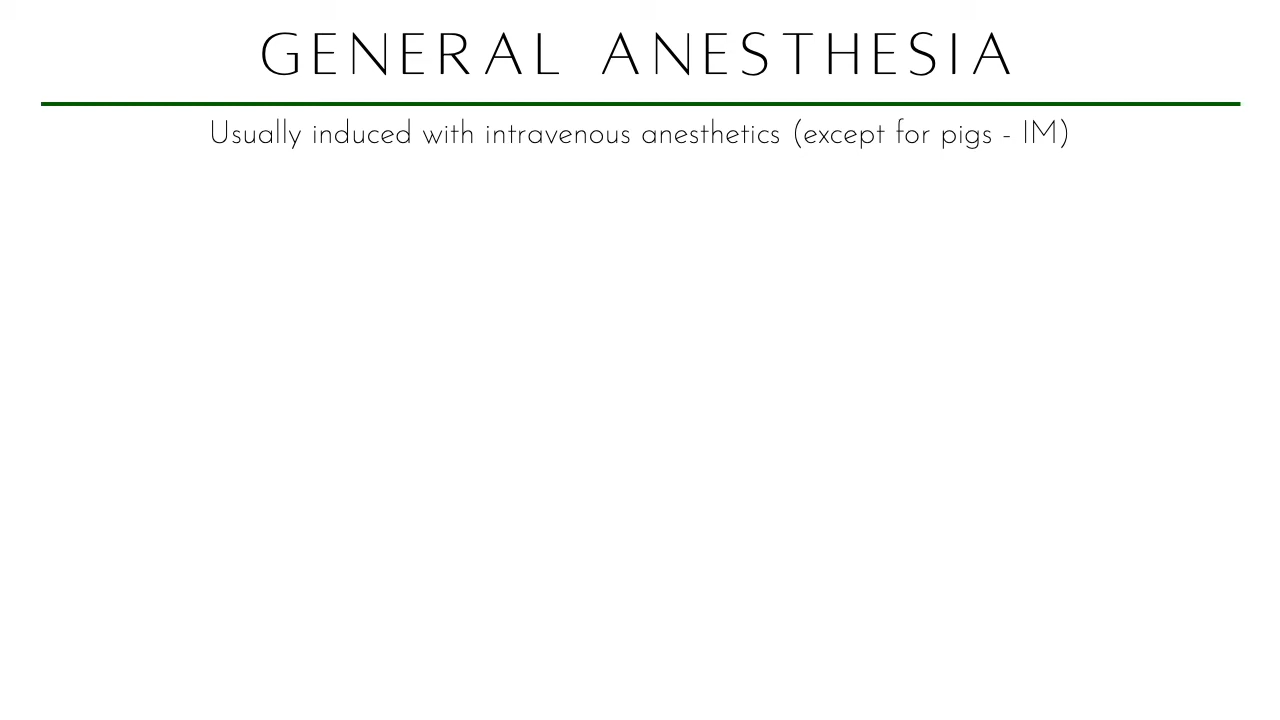 GENERAL ANESTHESIA
Usually induced with intravenous anesthetics (except for pigs - IM)